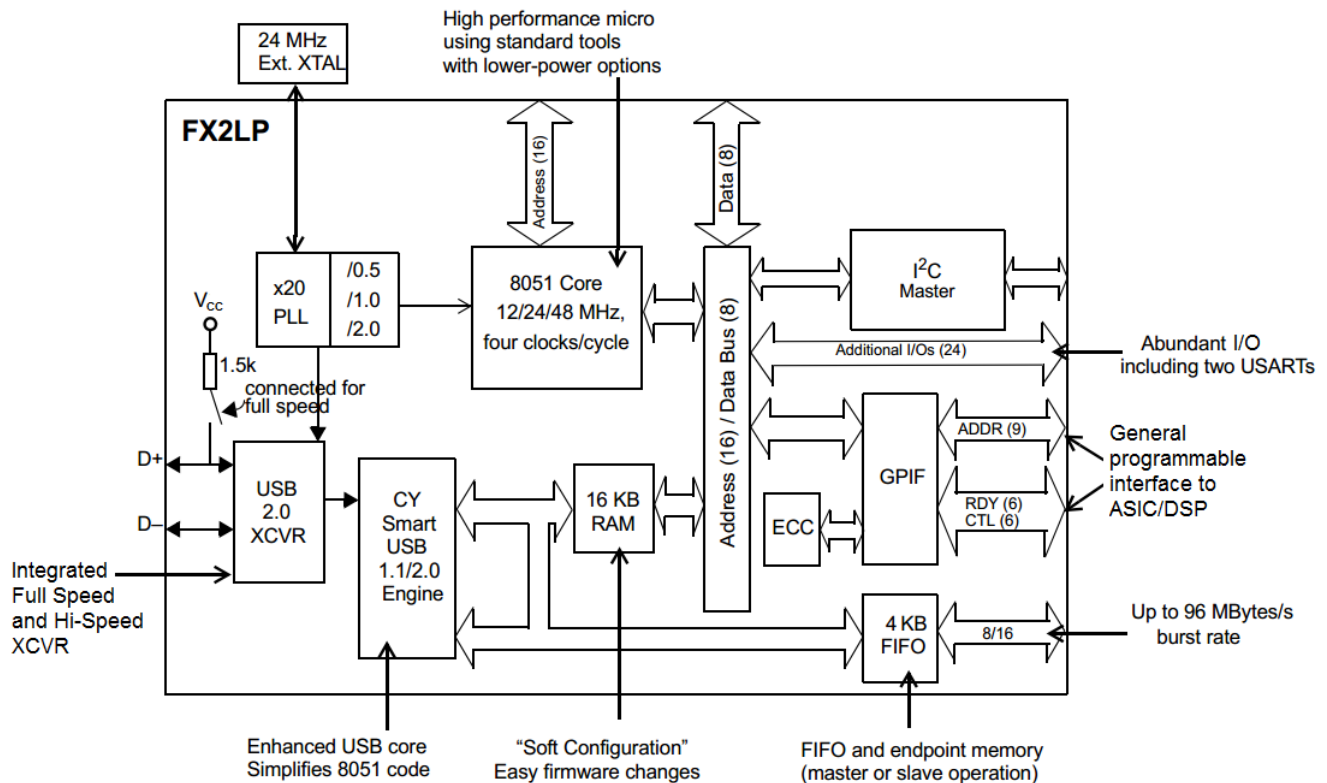 High performance micro
using standard tools
with lower-power options
24 MHz
Ext. XTAL
FX2LP
Address (16)
Data (8)
x20
PLL
/0.5
/1.0
/2.0
8051 Core
12/24/48 MHz,
four clocks/cycle
I2C
Master
VCC
1.5k
connected for
full speed
Additional I/Os (24)
Abundant I/O
including two USARTs
Address (16) / Data Bus (8)
ADDR (9)
GPIF
RDY (6)
CTL (6)
General
programmable
interface to
ASIC/DSP
D+
D–
USB
2.0
XCVR
CY
Smart
USB
1.1/2.0
Engine
16 KB
RAM
ECC
Integrated
Full Speed
and Hi-Speed
XCVR
4 KB
FIFO
8/16
Up to 96 MBytes/s
burst rate
Enhanced USB core
Simplifies 8051 code
“Soft Configuration”
Easy firmware changes
FIFO and endpoint memory
(master or slave operation)